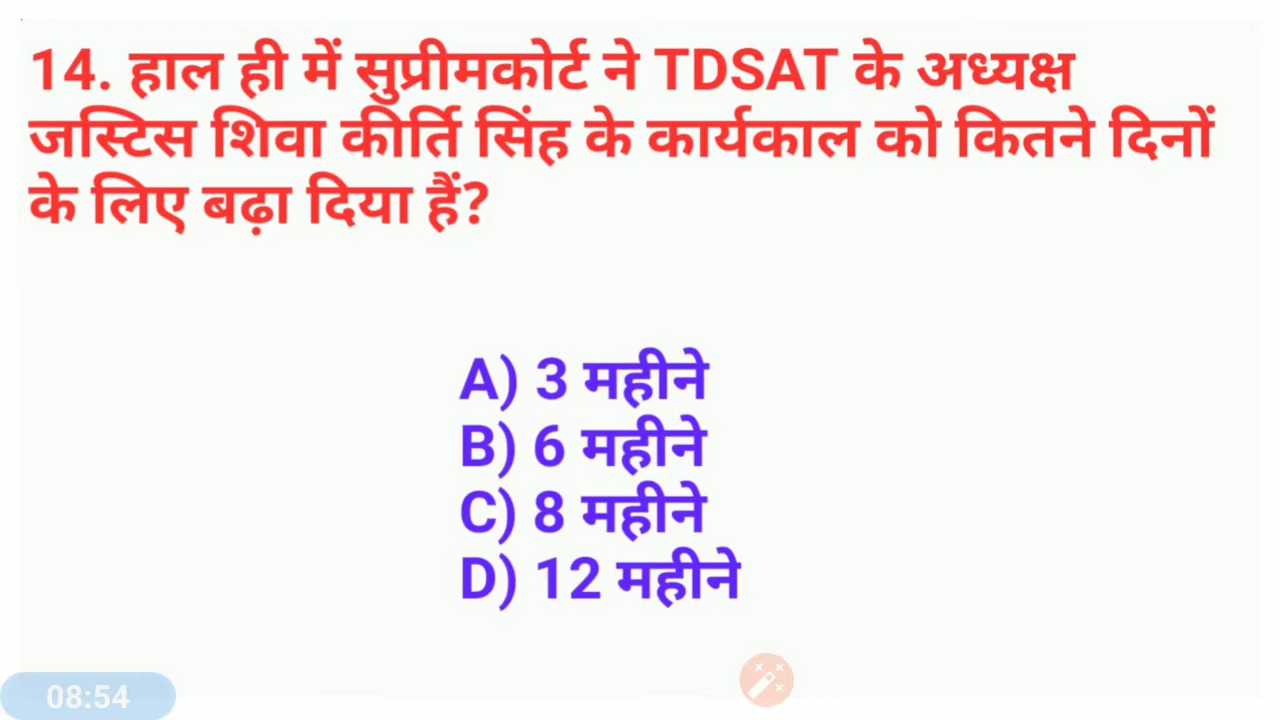 14. हाल ही में सुप्रीमकोर्ट ने TDSAT के अध्यक्ष
जस्टिस शिवा कीर्ति सिंह के कार्यकाल को कितने दिनों
के लिए बढ़ा दिया हैं?
A) 3 महीने
B) 6 महीने
C) 8 महीने
D) 12 महीने
08:54